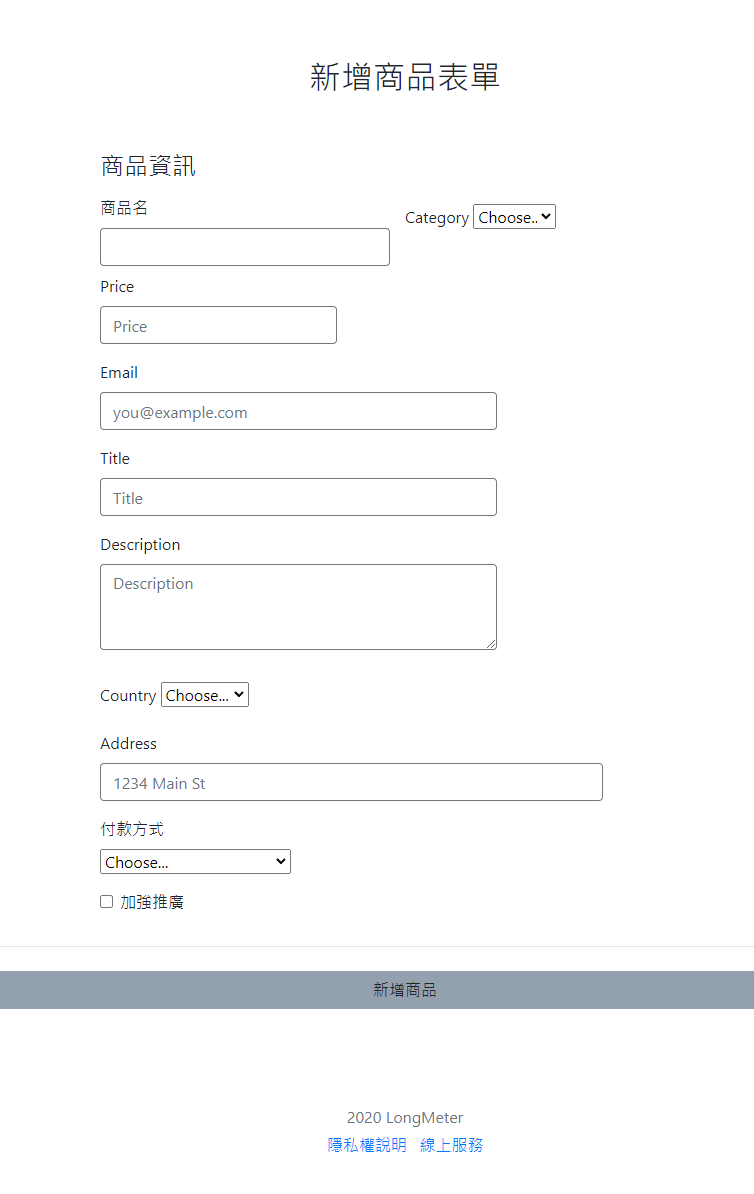 新增商品表單
商品資訊
商品名
Category Choose..
Price
Price
Email
you@example.com
Title
Title
Description
Description
Country Choose...
Address
1234 Main St
付款方式
Choose...
加強推廣
新增商品
2020 LongMeter
隱私權說明 線上服務